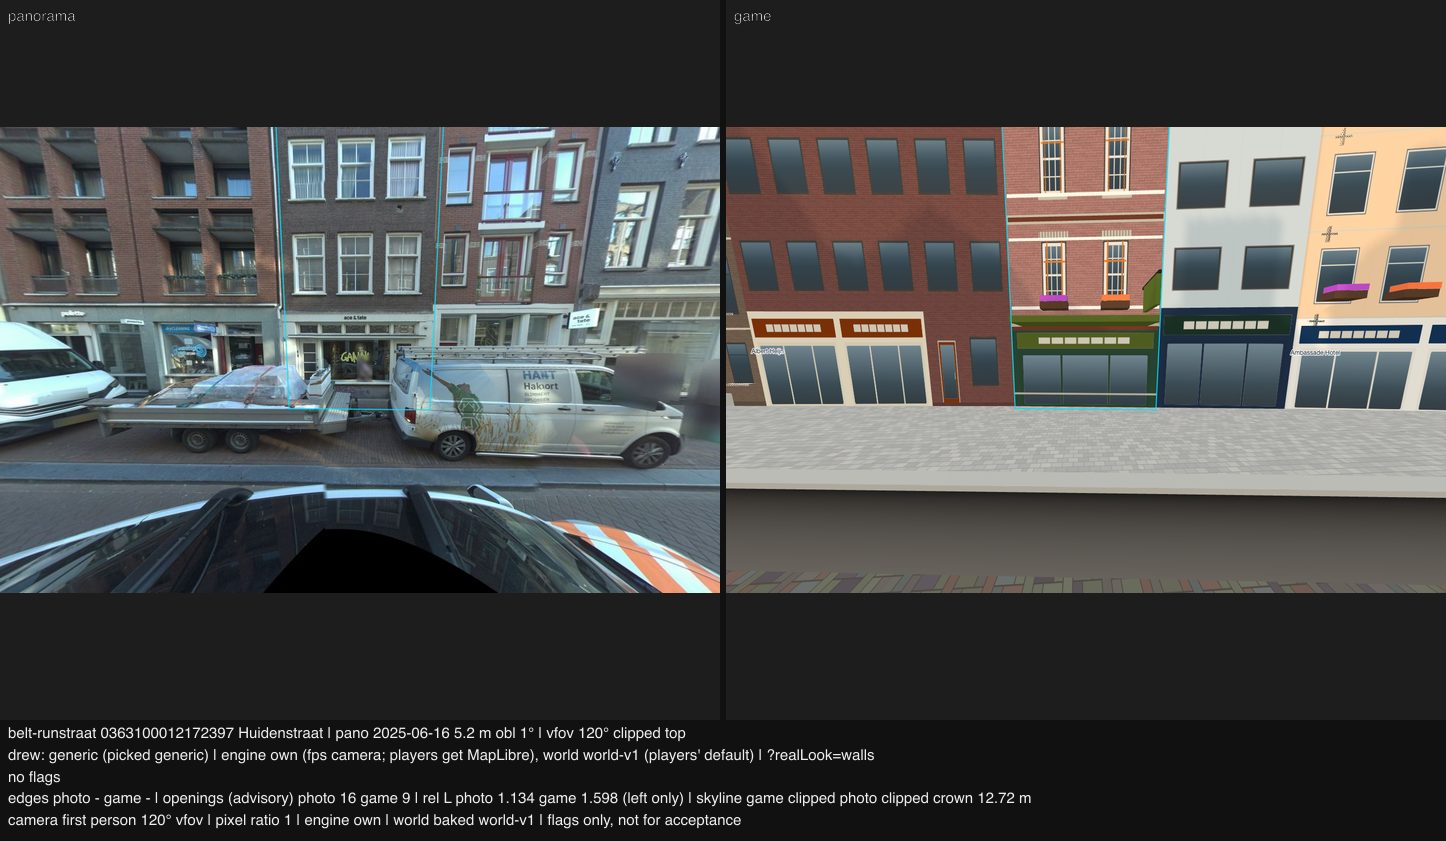 panorama
game
ace & tate
ace &
tate
HART
Haktort
Ambassade Hotel
belt-runstraat 0363100012172397 Huidenstraat | pano 2025-06-16 5.2 m obl 1° | vfov 120° clipped top
drew: generic (picked generic) | engine own (fps camera; players get MapLibre), world world-v1 (players' default) | ?realLook=walls
no flags
edges photo - game - | openings (advisory) photo 16 game 9 | rel L photo 1.134 game 1.598 (left only) | skyline game clipped photo clipped crown 12.72 m
camera first person 120° vfov | pixel ratio 1 | engine own | world baked world-v1 | flags only, not for acceptance